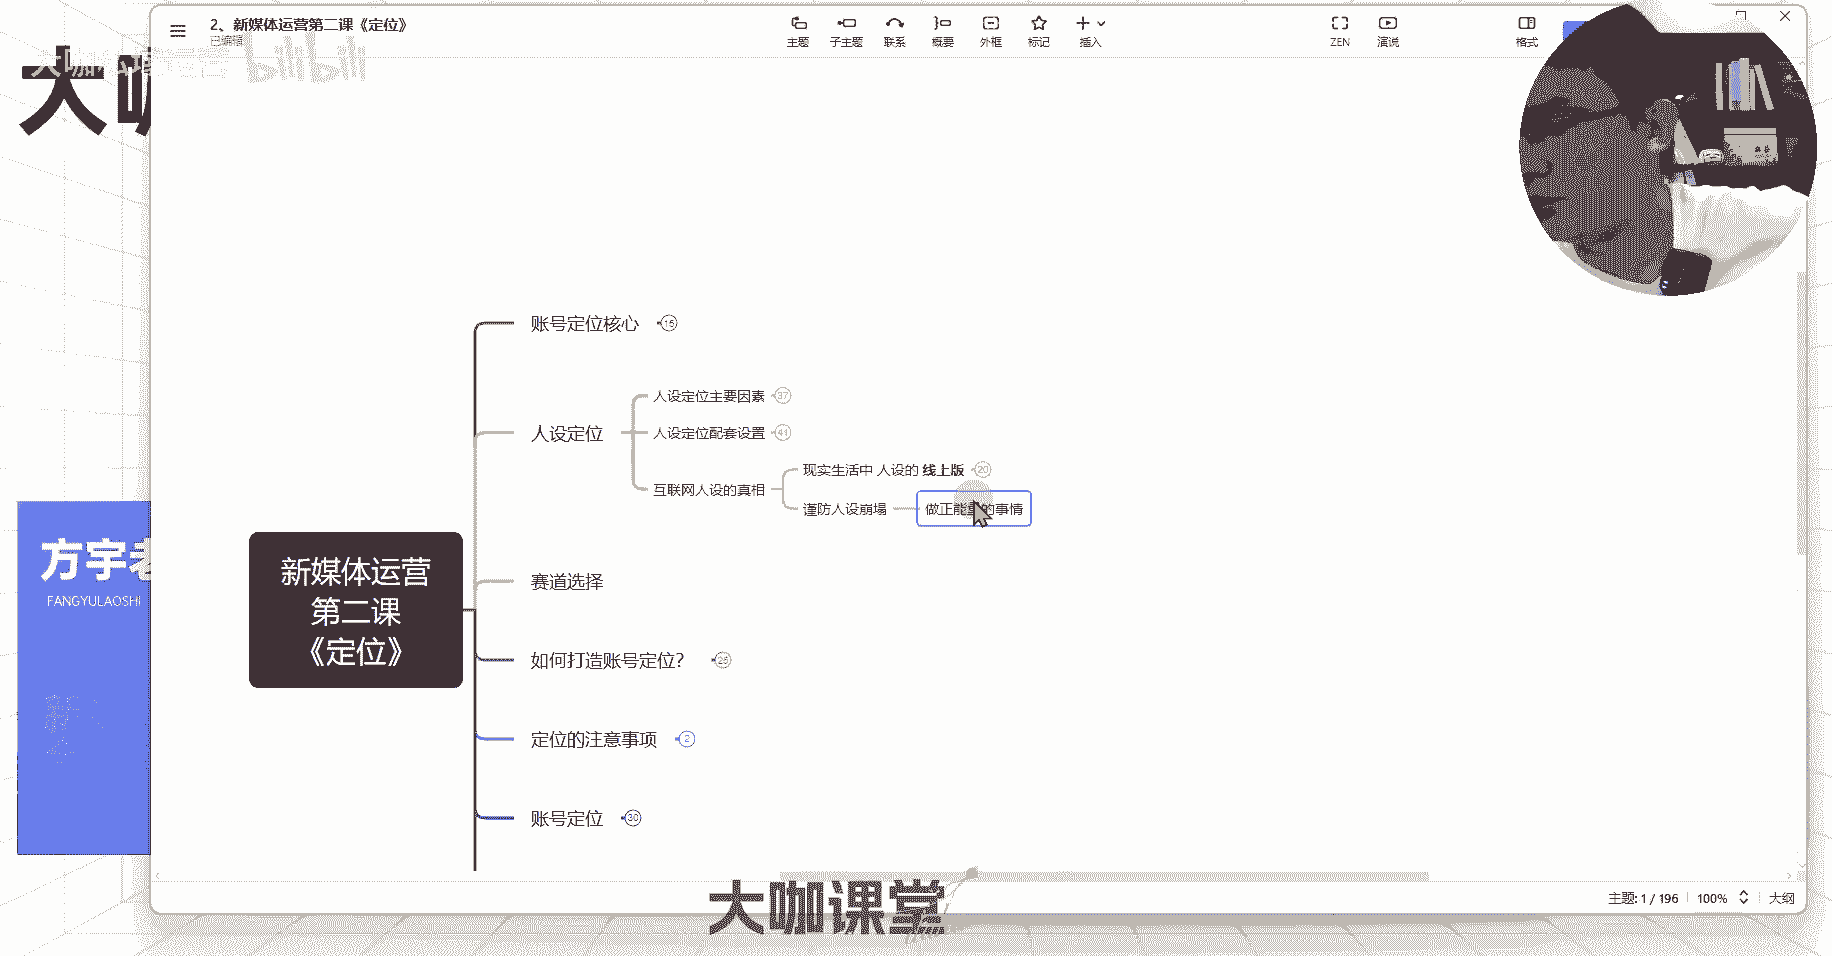 2、新媒体运营第二课《定位》
已编辑
主题
子主题
联系
概要
外框
标记
插入
ZEN
演说
格式
bilibili
大咖
账号定位核心 16
人设定位
人设定位主要因素 37
人设定位配套设置 41
互联网人设的真相
现实生活中 人设的 线上版 20
谨防人设崩塌
做正能量的事情
赛道选择
新媒体运营
第二课
《定位》
如何打造账号定位? 26
定位的注意事项 2
账号定位 30
方宇老
FANGYULAOSHI
大咖课堂
主题: 1 / 196
100%
大纲